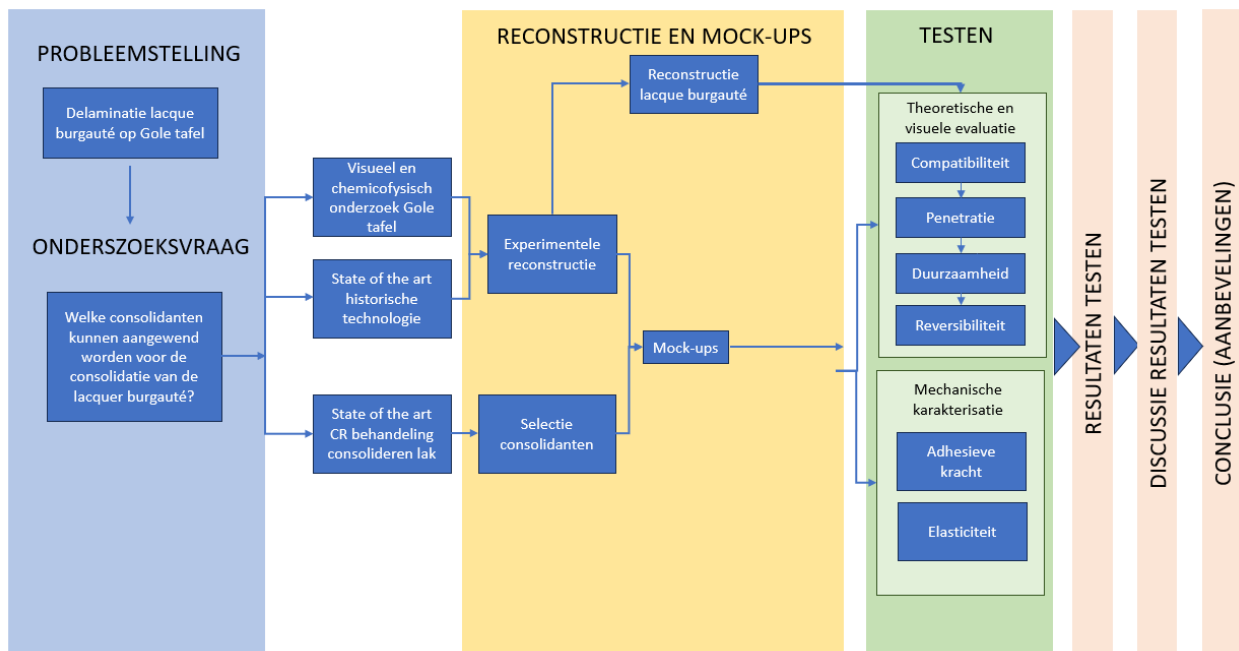 PROBLEEMSTELLING
Delaminatie lacque
burgauté op Gole tafel
ONDERSZOEKSVRAAG
Welke consolidanten
kunnen aangewend
worden voor de
consolidatie van de
lacquer burgauté?
Visueel en
chemicofysisch
onderzoek Gole
tafel
State of the art
historische
technologie
State of the art
CR behandeling
consolideren lak
RECONSTRUCTIE EN MOCK-UPS
Reconstructie
lacque burgauté
Experimentele
reconstructie
Mock-ups
Selectie
consolidanten
TESTEN
Theoretische en
visuele evaluatie
Compatibiliteit
Penetratie
Duurzaamheid
Reversibiliteit
Mechanische
karakterisatie
Adhesieve
kracht
Elasticiteit
RESULTATEN TESTEN
DISCUSSIE RESULTATEN TESTEN
CONCLUSIE (AANBEVELINGEN)